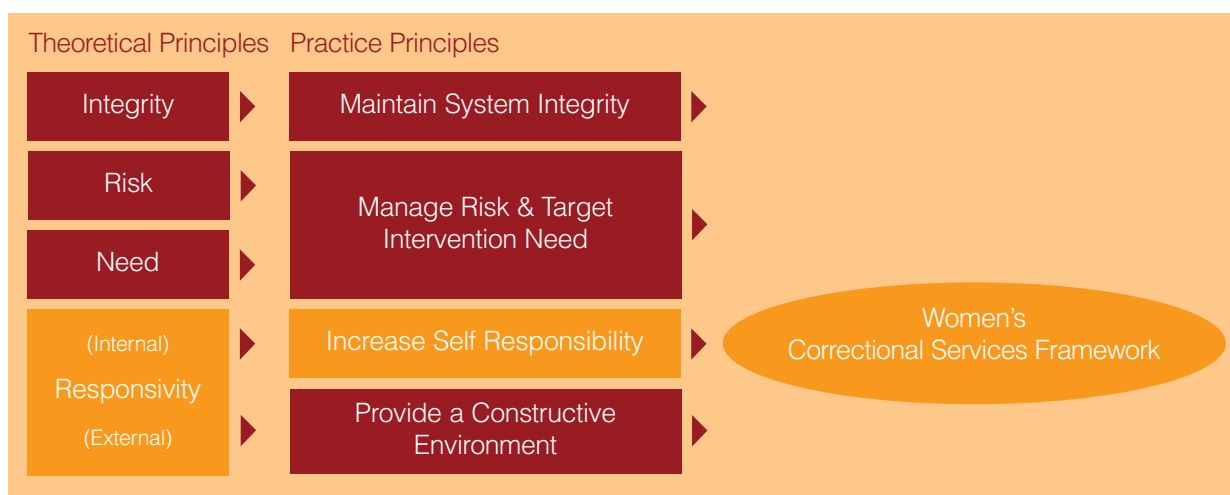 Theoretical Principles
Practice Principles
Integrity
Maintain System Integrity
Risk
Manage Risk & Target
Intervention Need
Need
(Internal)
Responsivity
(External)
Increase Self Responsibility
Provide a Constructive
Environment
Women’s
Correctional Services Framework